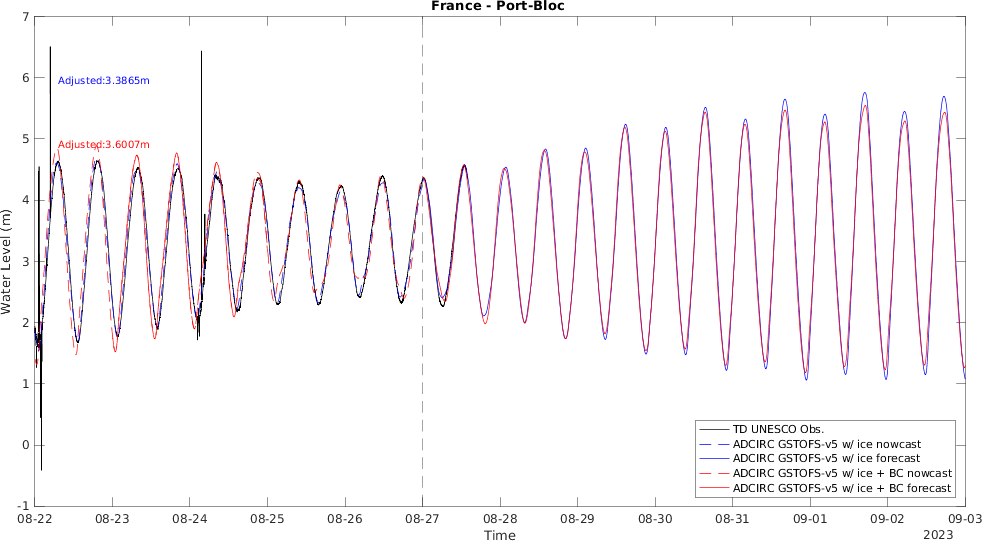 France - Port-Bloc
7
6
5
4
3
2
1
0
-1
Water Level (m)
Adjusted:3.3865m
Adjusted:3.6007m
TD UNESCO Obs.
ADCIRC GSTOFS-v5 w/ ice nowcast
ADCIRC GSTOFS-v5 w/ ice forecast
ADCIRC GSTOFS-v5 w/ ice + BC nowcast
ADCIRC GSTOFS-v5 w/ ice + BC forecast
08-22 08-23 08-24 08-25 08-26 08-27 08-28 08-29 08-30 08-31 09-01 09-02 09-03
Time
2023